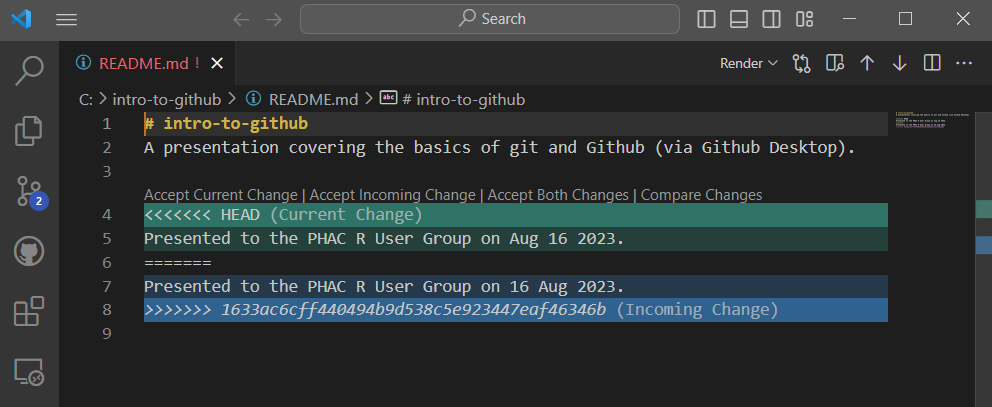 Search
README.md !
Render
C: > intro-to-github > README.md > # intro-to-github
1 # intro-to-github
2 A presentation covering the basics of git and Github (via Github Desktop).
3
Accept Current Change | Accept Incoming Change | Accept Both Changes | Compare Changes
4 <<<<<<< HEAD (Current Change)
5 Presented to the PHAC R User Group on Aug 16 2023.
6 =======
7 Presented to the PHAC R User Group on 16 Aug 2023.
8 >>>>>>> 1633ac6cff440494b9d538c5e923447eaf46346b (Incoming Change)
9
2